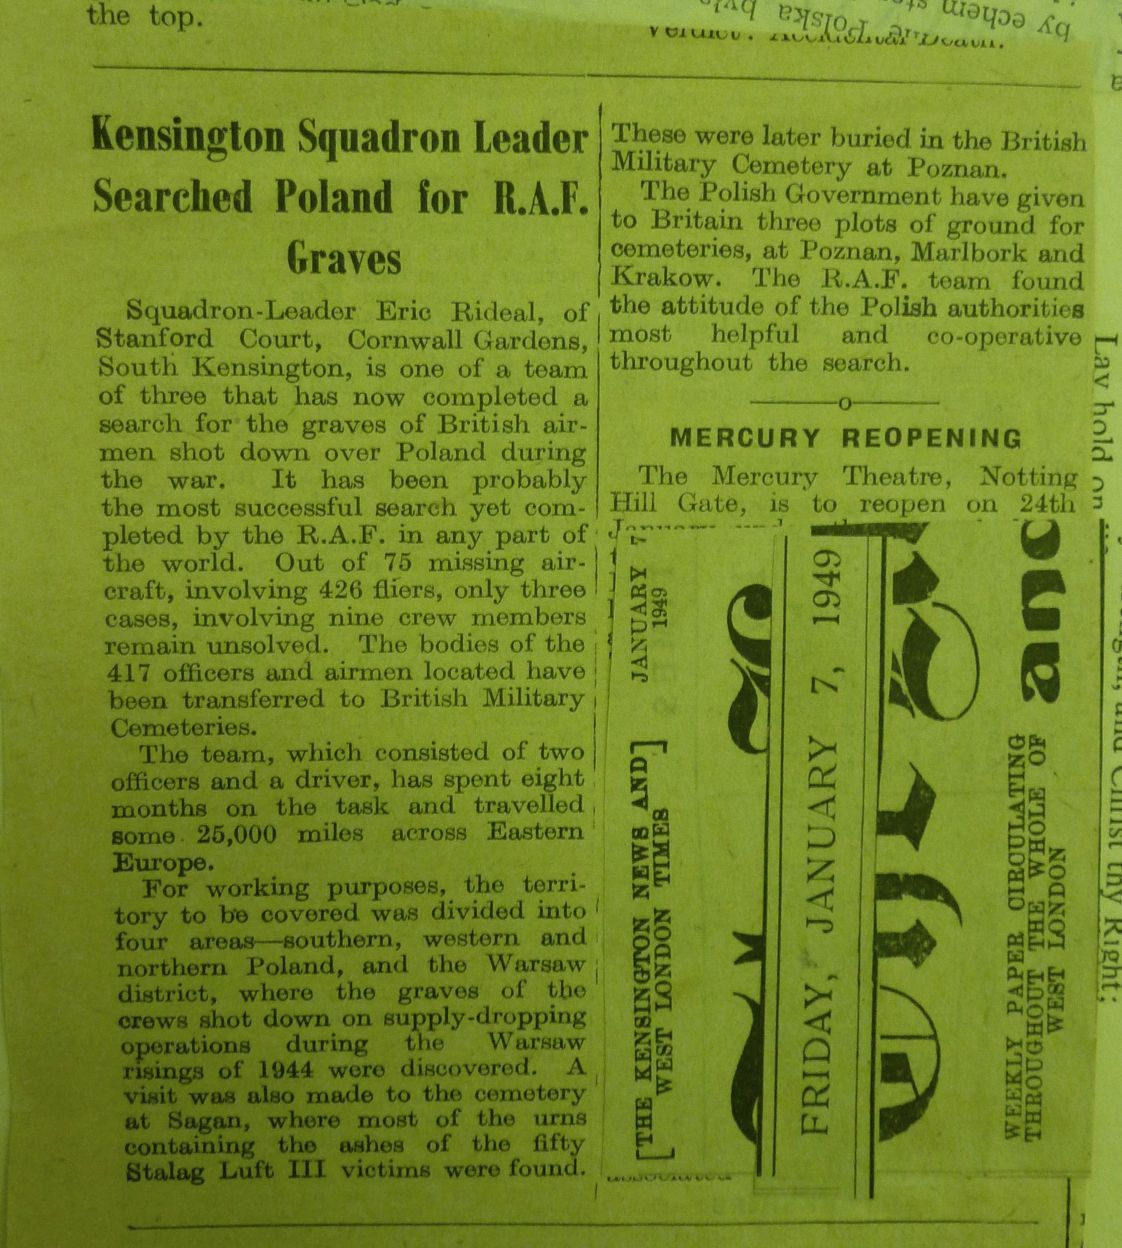 the top.
Kensington Squadron Leader
Searched Poland for R.A.F.
Graves
Squadron-Leader Eric Rideal, of
Stanford Court, Cornwall Gardens,
South Kensington, is one of a team
of three that has now completed a
search for the graves of British air-
men shot down over Poland during
the war. It has been probably
the most successful search yet com-
pleted by the R.A.F. in any part of
the world. Out of 75 missing air-
craft, involving 426 fliers, only three
cases, involving nine crew members
remain unsolved. The bodies of the
417 officers and airmen located have
been transferred to British Military
Cemeteries.
The team, which consisted of two
officers and a driver, has spent eight
months on the task and travelled
some 25,000 miles across Eastern
Europe.
For working purposes, the terri-
tory to be covered was divided into
four areas—southern, western and
northern Poland, and the Warsaw
district, where the graves of the
crews shot down on supply-dropping
operations during the Warsaw
risings of 1944 were discovered. A
visit was also made to the cemetery
at Sagan, where most of the urns
containing the ashes of the fifty
Stalag Luft III victims were found.
These were later buried in the British
Military Cemetery at Poznan.
The Polish Government have given
to Britain three plots of ground for
cemeteries, at Poznan, Marlbork and
Krakow. The R.A.F. team found
the attitude of the Polish authorities
most helpful and co-operative
throughout the search.
MERCURY REOPENING
The Mercury Theatre, Notting
Hill Gate, is to reopen on 24th
[THE KENSINGTON NEWS AND]
WEST LONDON TIMES
JANUARY 7
1949
FRIDAY, JANUARY 7, 1949
and
WEEKLY PAPER CIRCULATING
THROUGHOUT THE WHOLE OF
WEST LONDON
Lay hold on
and Christ thy Right;